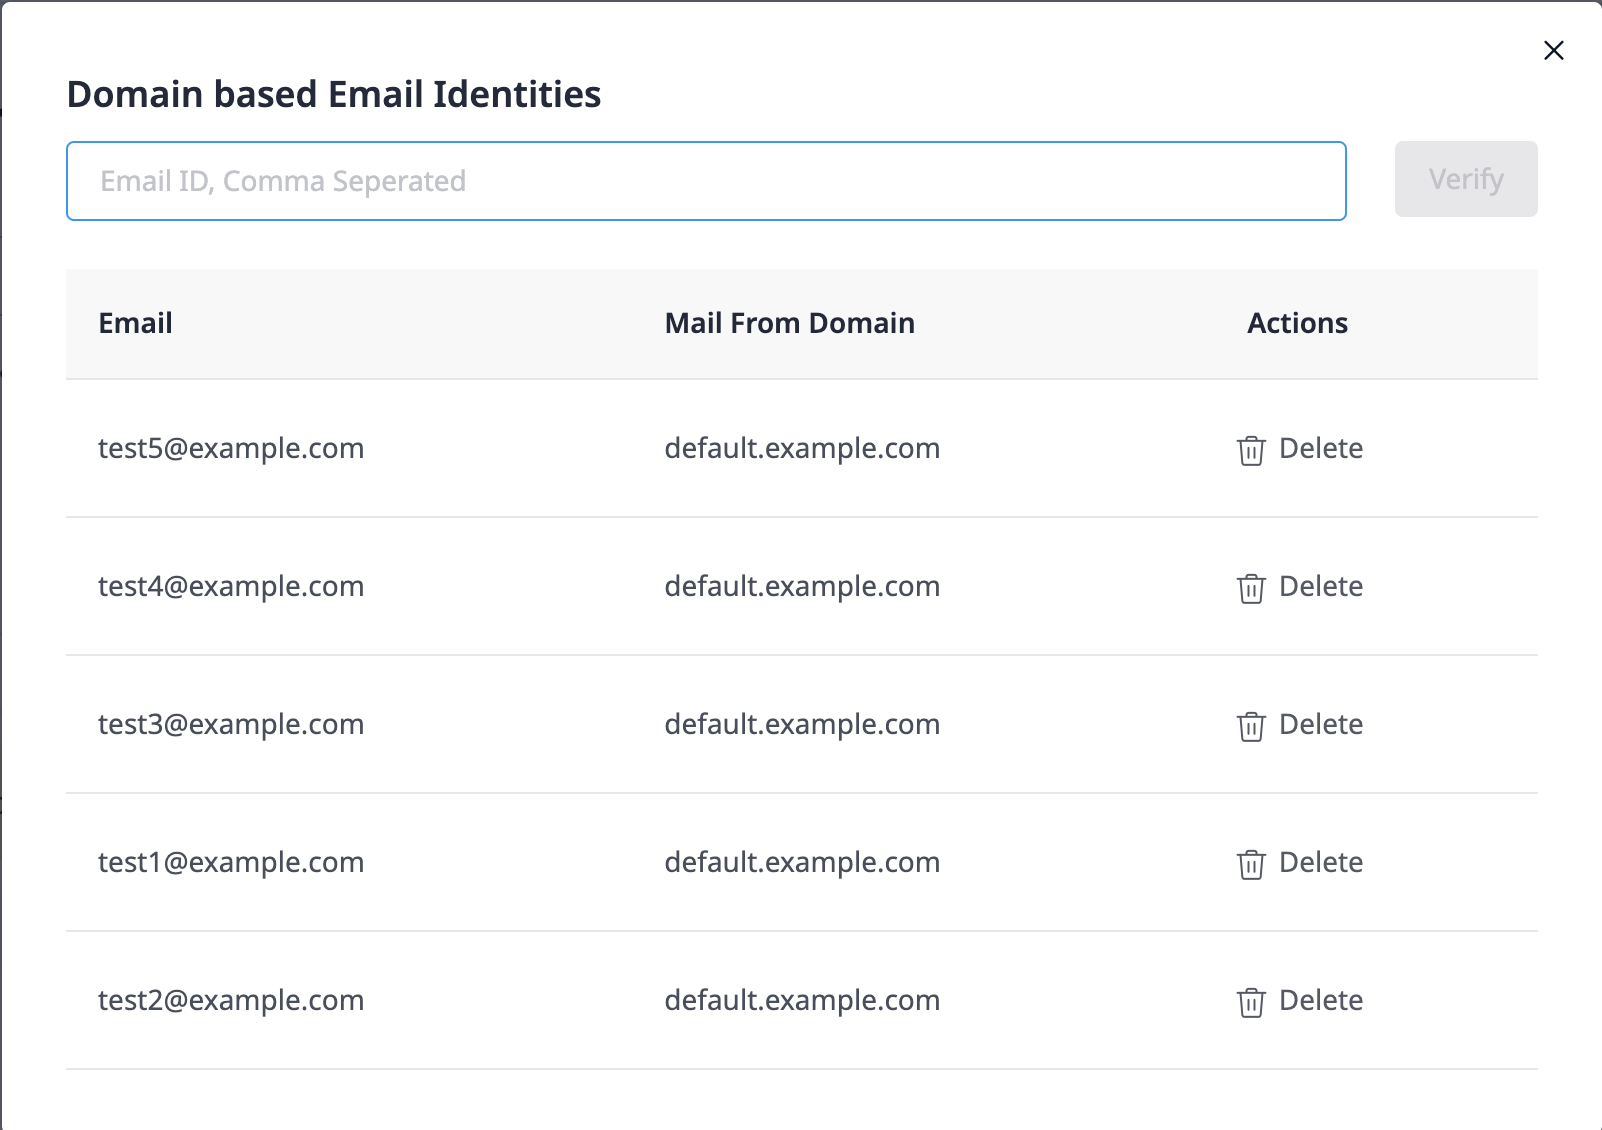 Domain based Email Identities
Email ID, Comma Seperated
Verify
Email Mail From Domain Actions
test5@example.com default.example.com Delete
test4@example.com default.example.com Delete
test3@example.com default.example.com Delete
test1@example.com default.example.com Delete
test2@example.com default.example.com Delete